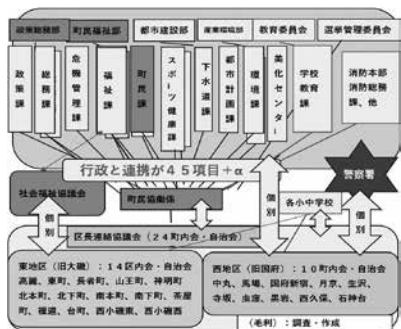 政策総務部
町民福祉部
都市建設部
産業環境部
教育委員会
選挙管理委員会
政策課
総務課
危機管理課
福祉課
町民課
スポーツ健康課
下水道課
都市計画課
環境課
美化センター
学校教育課
消防本部
消防総務課、他
行政と連携が45項目+α
社会福祉協議会
町民協働係
個別
各小中学校
警察署
個別
個別
区長連絡協議会(24町内会・自治会)
東地区(旧大磯):14区内会・自治会
高麗、東町、長者町、山王町、神明町
北本町、北下町、南本町、南下町、茶屋町、裡道、台町、西小磯東、西小磯西
西地区(旧国府):10町内会・自治会
中丸、馬場、国府新宿、月京、生沢、
寺坂、虫窪、黒岩、西久保、石神台
(毛利):調査・作成